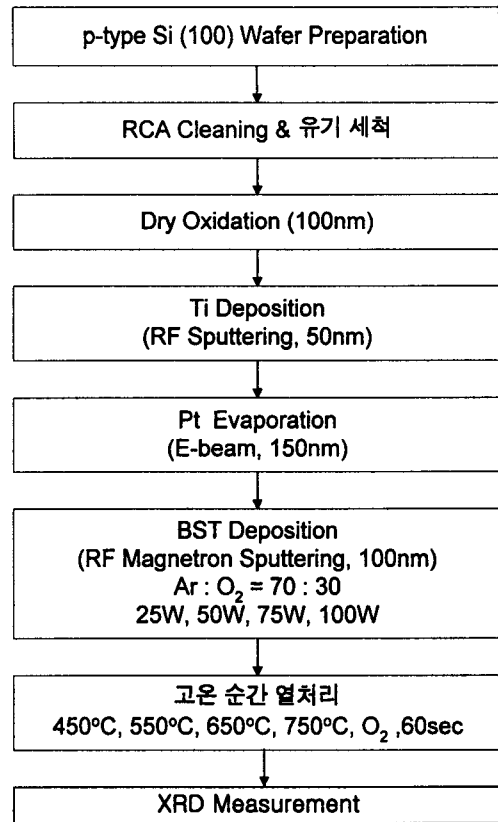 p-type Si (100) Wafer Preparation
RCA Cleaning & 유기 세척
Dry Oxidation (100nm)
Ti Deposition
(RF Sputtering, 50nm)
Pt Evaporation
(E-beam, 150nm)
BST Deposition
(RF Magnetron Sputtering, 100nm)
Ar : O₂ = 70 : 30
25W, 50W, 75W, 100W
고온 순간 열처리
450ºC, 550ºC, 650ºC, 750ºC, O₂ ,60sec
XRD Measurement